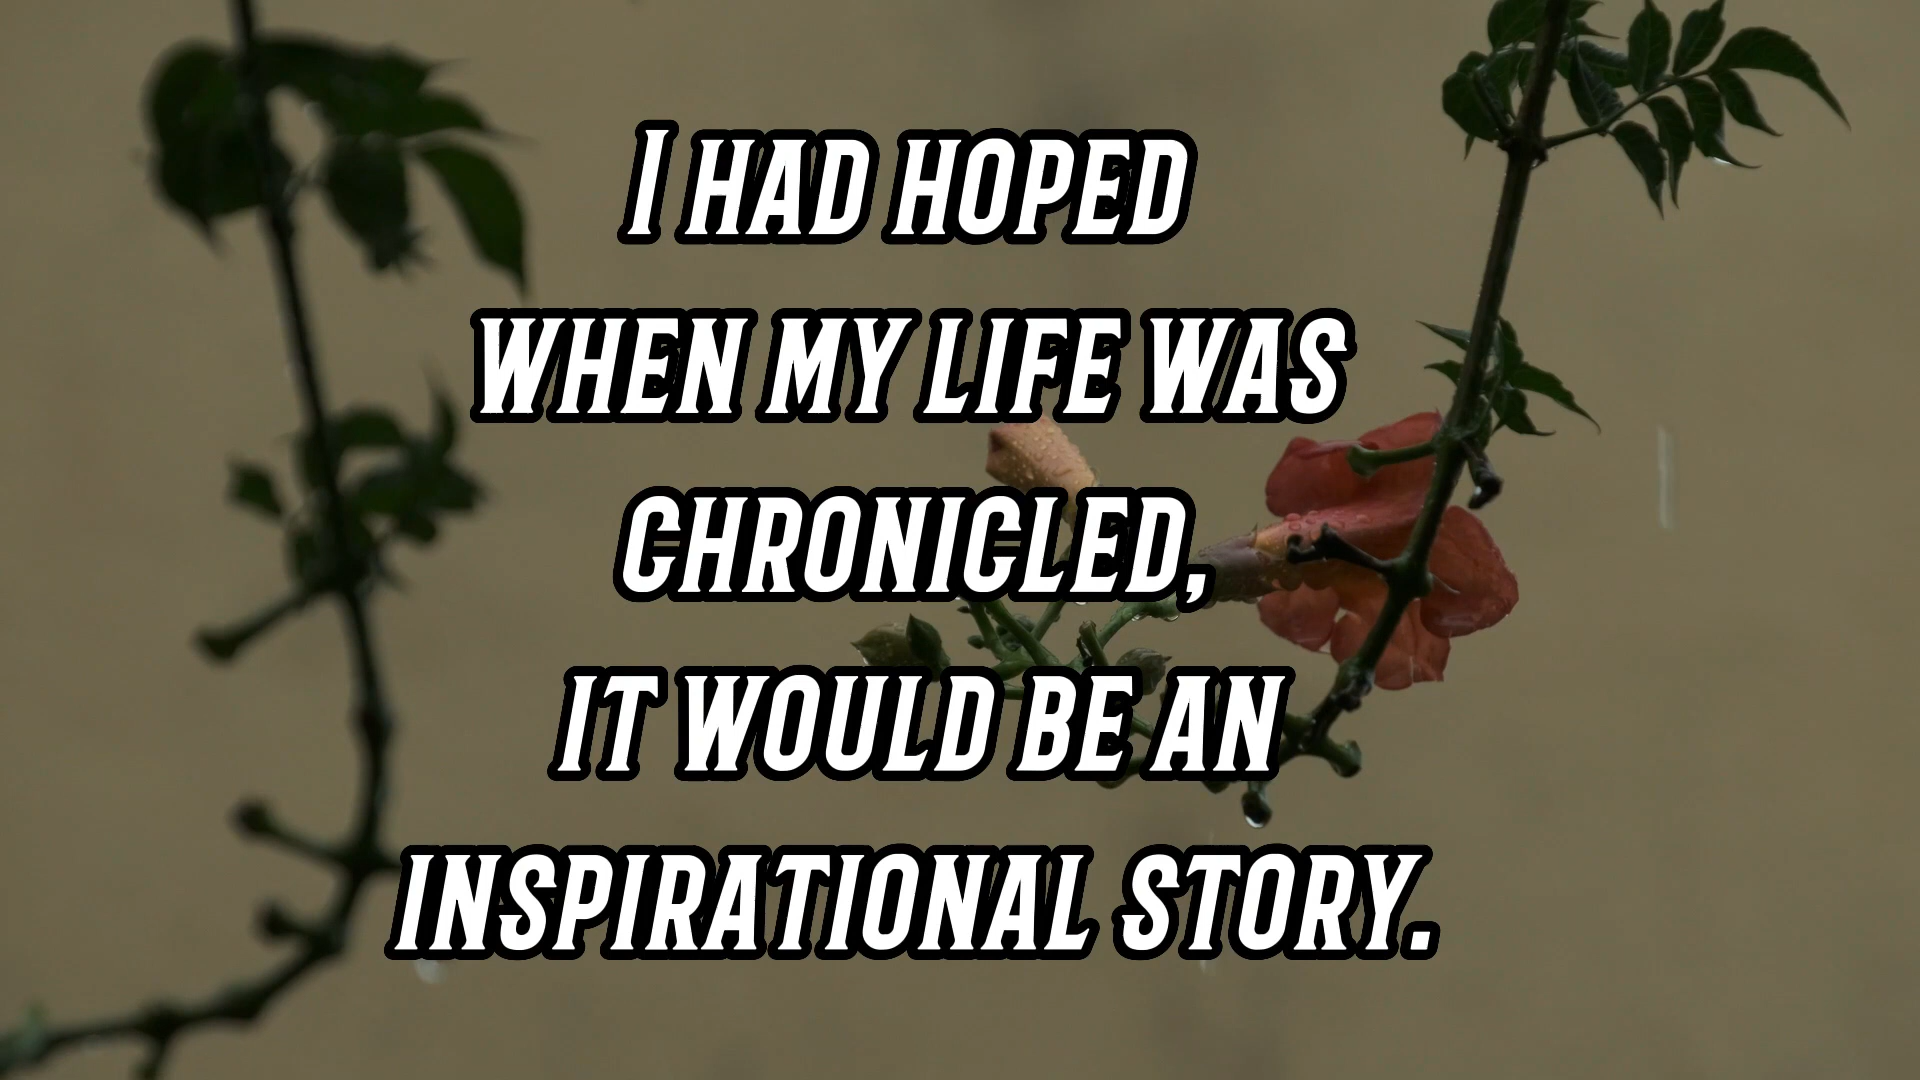 I HAD HOPED
WHEN MY LIFE WAS
CHRONICLED,
IT WOULD BE AN
INSPIRATIONAL STORY.